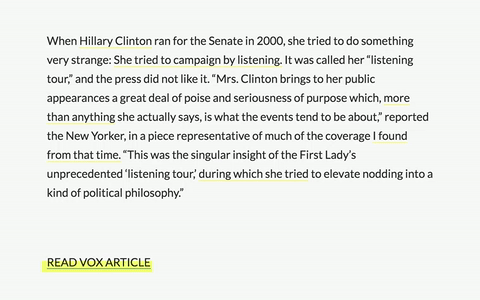 When Hillary Clinton ran for the Senate in 2000, she tried to do something
very strange: She tried to campaign by listening. It was called her “listening
tour,” and the press did not like it. “Mrs. Clinton brings to her public
appearances a great deal of poise and seriousness of purpose which, more
than anything she actually says, is what the events tend to be about,” reported
the New Yorker, in a piece representative of much of the coverage I found
from that time. “This was the singular insight of the First Lady’s
unprecedented ‘listening tour,’ during which she tried to elevate nodding into a
kind of political philosophy.”
READ VOX ARTICLE